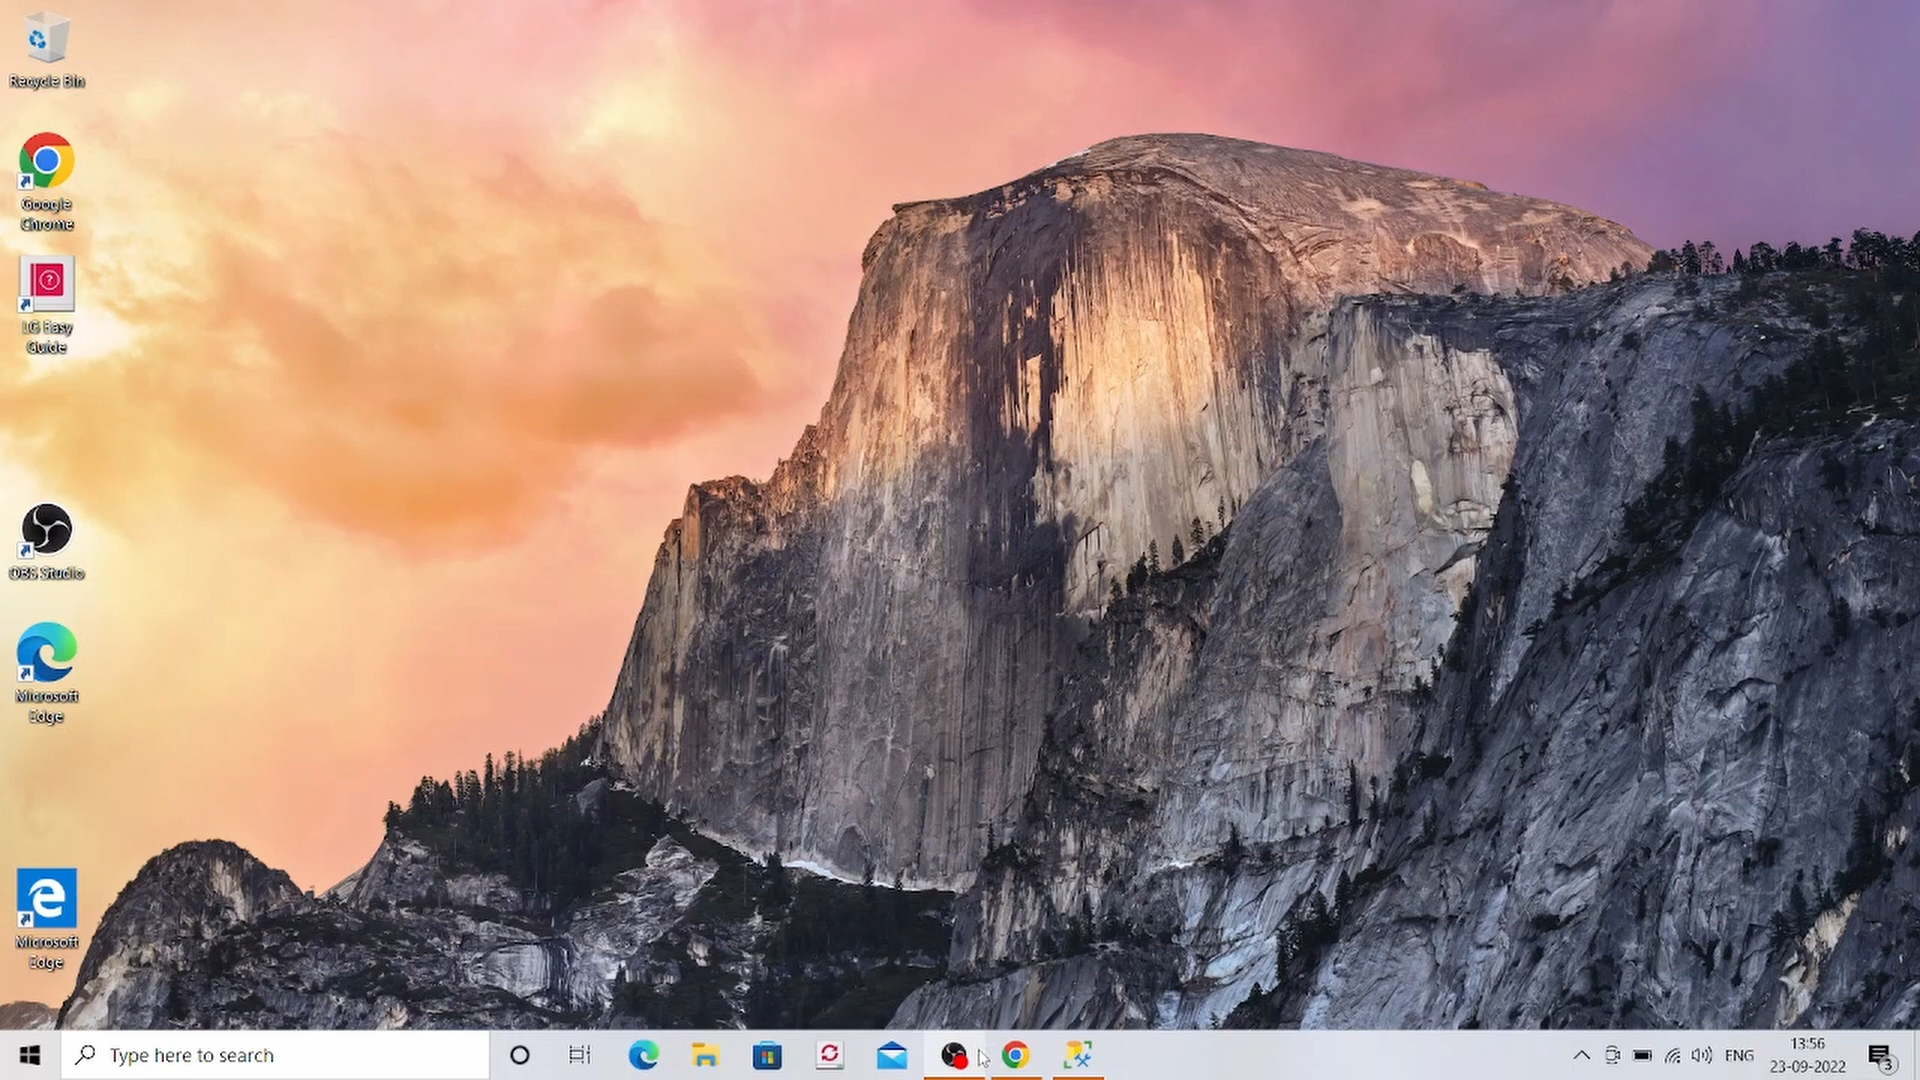 Recycle Bin
Google
Chrome
LG Easy
Guide
OBS Studio
Microsoft
Edge
Microsoft
Edge
Type here to search
ENG
13:56
23-09-2022
3